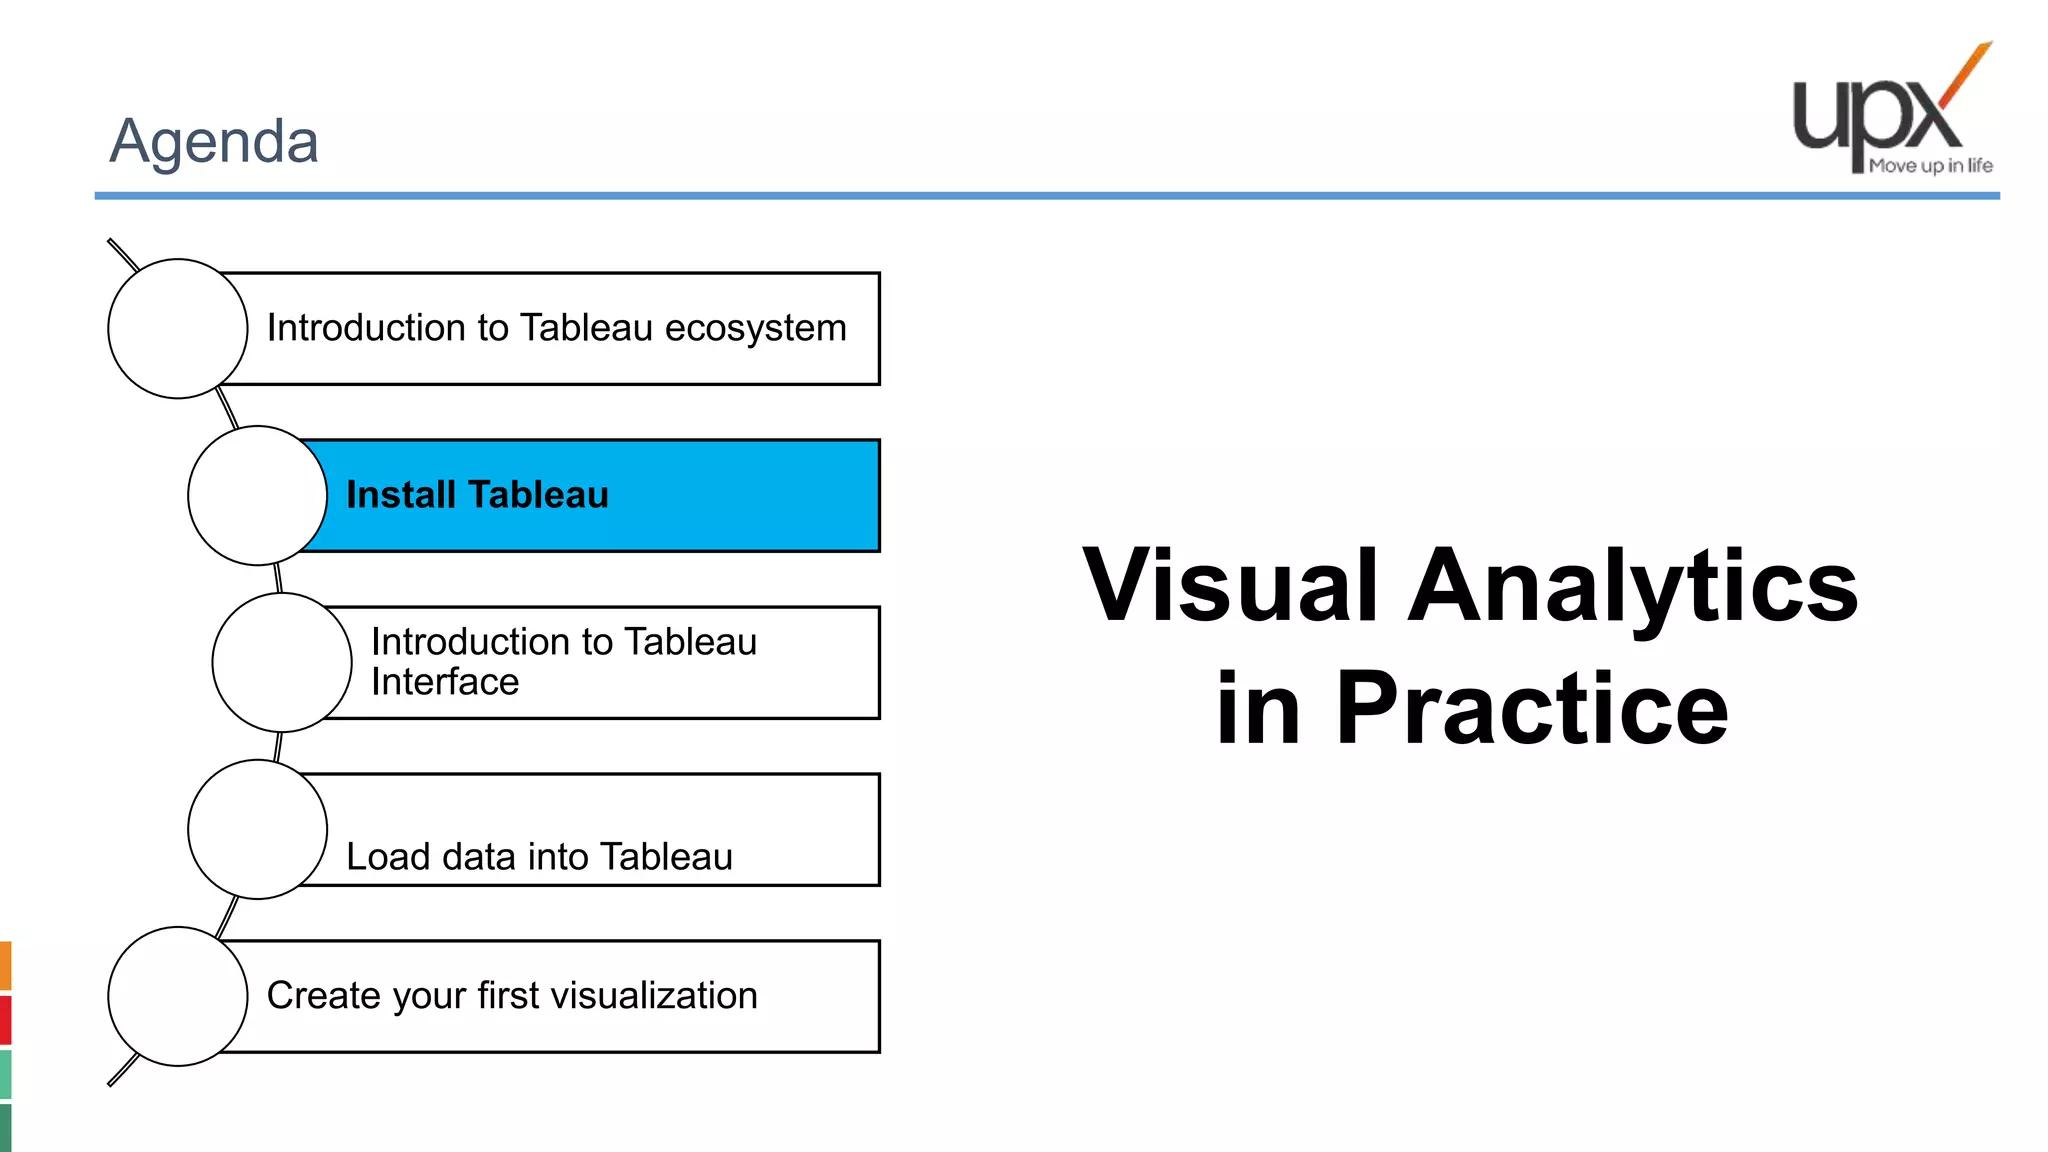 Agenda
upx
Move up in life
Introduction to Tableau ecosystem
Install Tableau
Introduction to Tableau
Interface
Load data into Tableau
Create your first visualization
Visual Analytics
in Practice